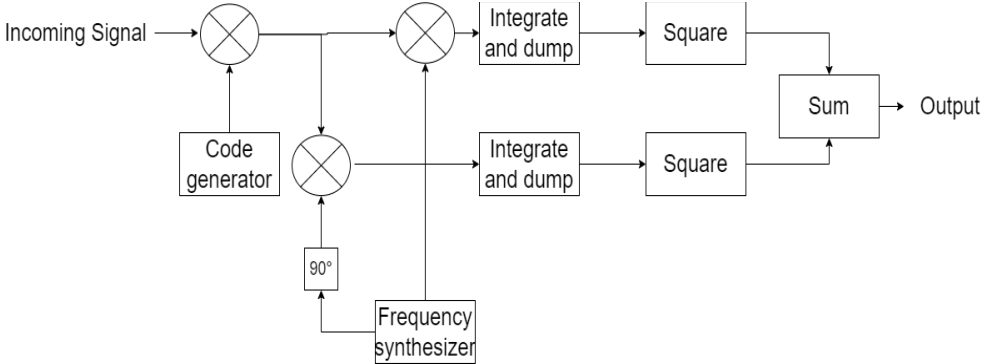 Incoming Signal
Integrate
and dump
Square
Sum
Output
Code
generator
Integrate
and dump
Square
90°
Frequency
synthesizer